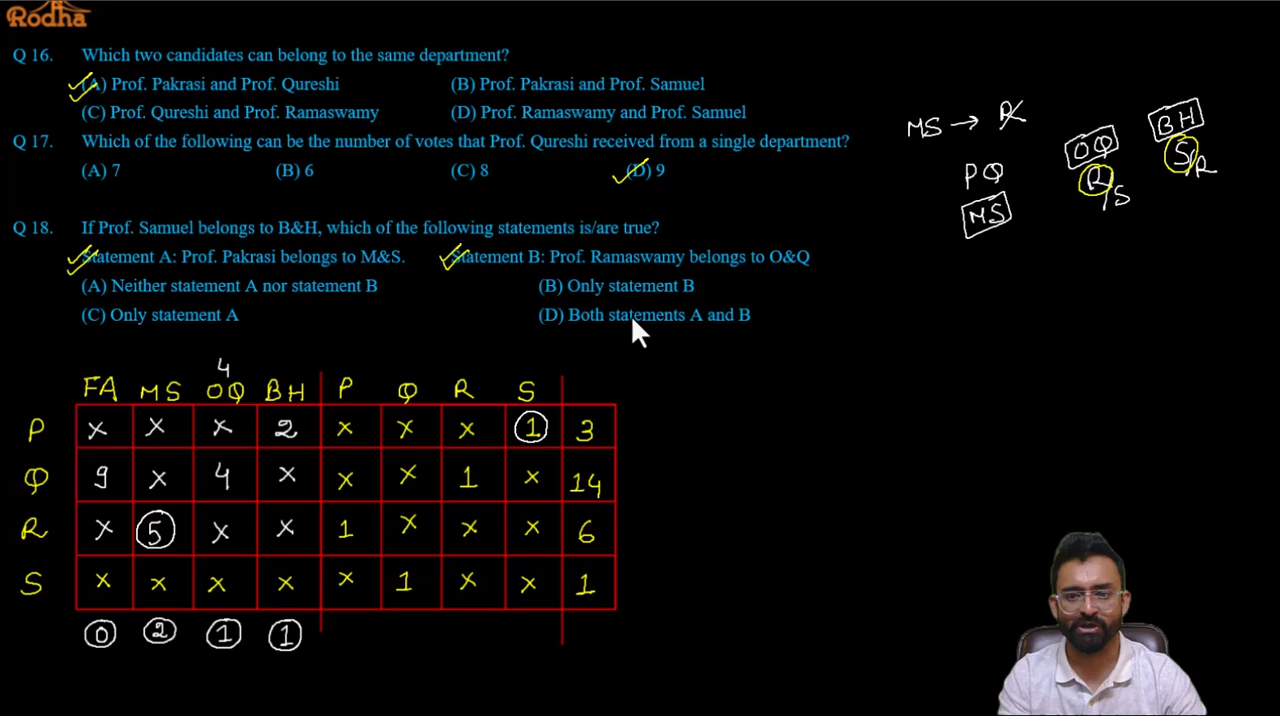 Rodha
Q 16. Which two candidates can belong to the same department?
(A) Prof. Pakrasi and Prof. Qureshi (B) Prof. Pakrasi and Prof. Samuel
(C) Prof. Qureshi and Prof. Ramaswamy (D) Prof. Ramaswamy and Prof. Samuel
Q 17. Which of the following can be the number of votes that Prof. Qureshi received from a single department?
(A) 7 (B) 6 (C) 8 (D) 9
Q 18. If Prof. Samuel belongs to B&H, which of the following statements is/are true?
Statement A: Prof. Pakrasi belongs to M&S. Statement B: Prof. Ramaswamy belongs to O&Q
(A) Neither statement A nor statement B (B) Only statement B
(C) Only statement A (D) Both statements A and B
MS → R
OQ BH
PQ R/S S/R
MS
4
FA MS OQ BH P Q R S
P x x x 2 x x x 1 3
Q 9 x 4 x x x 1 x 14
R x 5 x x 1 x x x 6
S x x x x x 1 x x 1
0 2 1 1